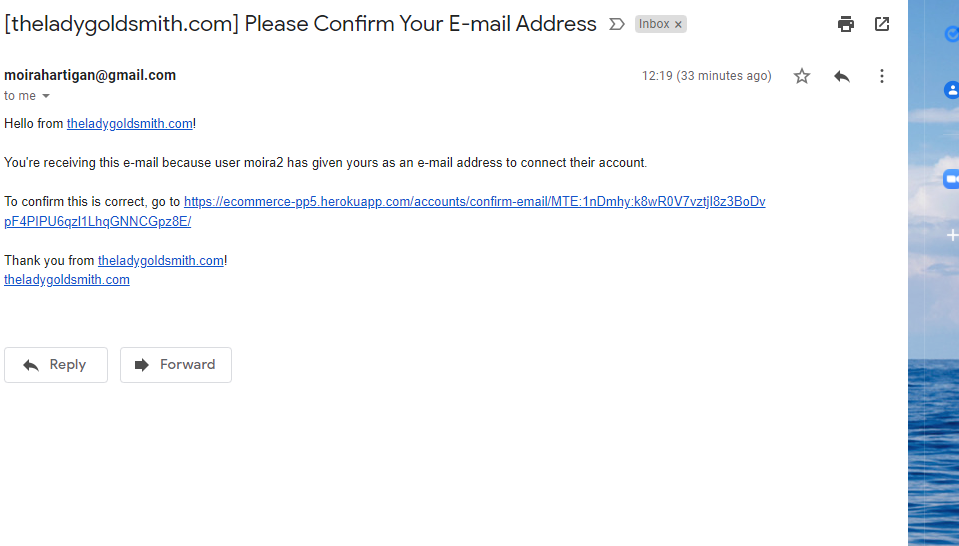 [theladygoldsmith.com] Please Confirm Your E-mail Address Inbox x
moirahartigan@gmail.com 12:19 (33 minutes ago)
to me
Hello from theladygoldsmith.com!
You're receiving this e-mail because user moira2 has given yours as an e-mail address to connect their account.
To confirm this is correct, go to https://ecommerce-pp5.herokuapp.com/accounts/confirm-email/MTE:1nDmhy:k8wR0V7vztjI8z3BoDv
pF4PIPU6qzI1LhqGNNCGpz8E/
Thank you from theladygoldsmith.com!
theladygoldsmith.com
Reply Forward